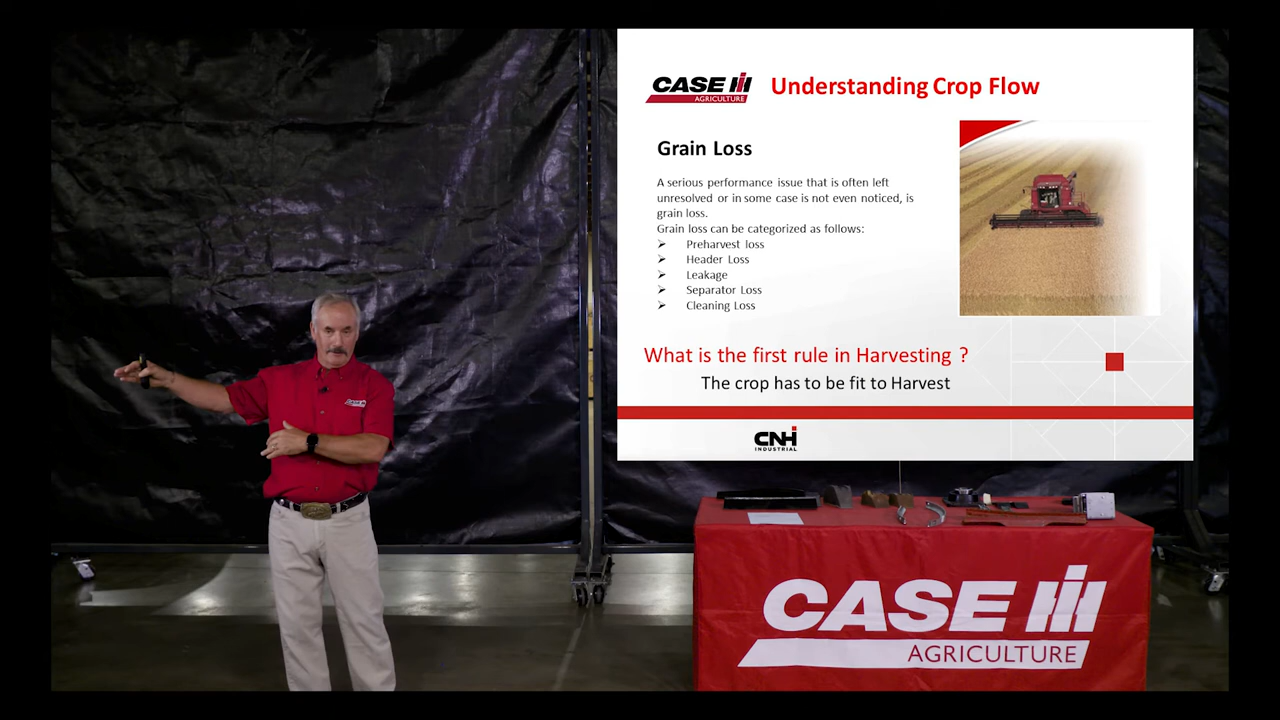 CASE IH
AGRICULTURE
Understanding Crop Flow
Grain Loss
A serious performance issue that is often left
unresolved or in some case is not even noticed, is
grain loss.
Grain loss can be categorized as follows:
Preharvest loss
Header Loss
Leakage
Separator Loss
Cleaning Loss
What is the first rule in Harvesting ?
The crop has to be fit to Harvest
CNH
INDUSTRIAL
CASE IH
CASE IH
AGRICULTURE